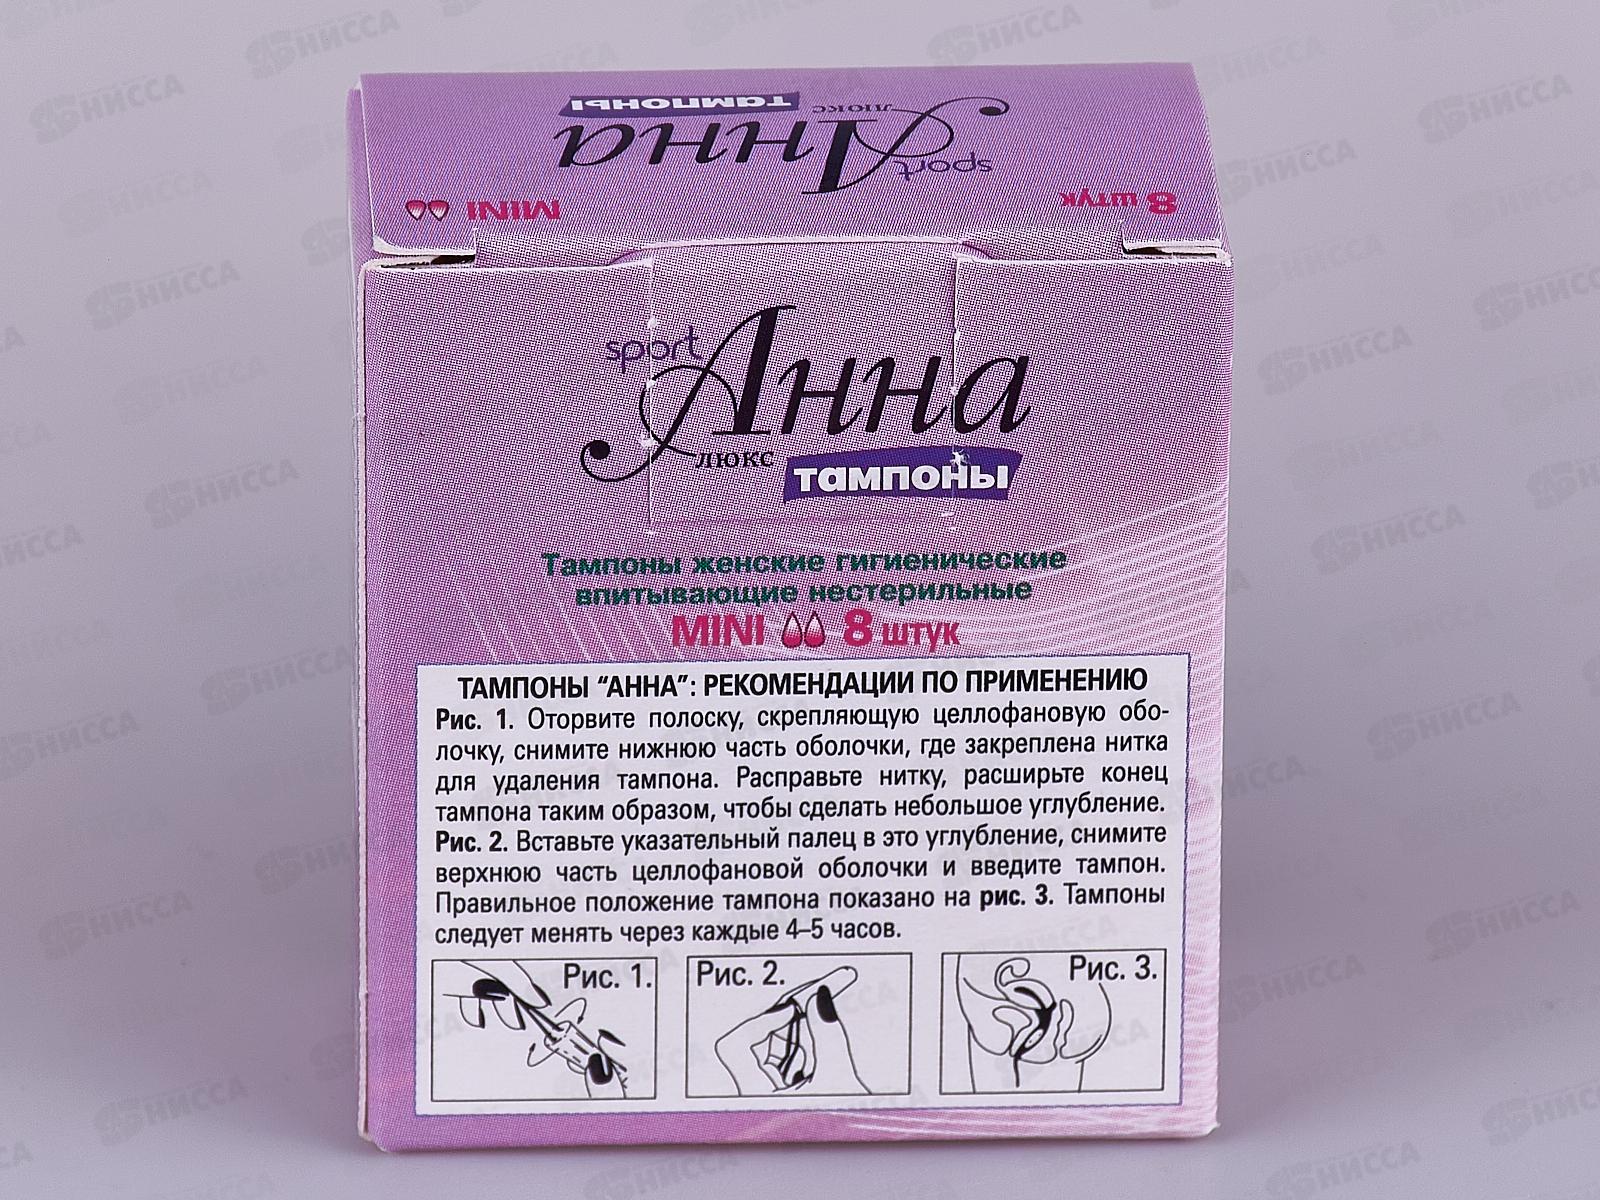 8 штук
MINI
sport
Анна
люкс
тампоны
sport
Анна
люкс
тампоны
Тампоны женские гигиенические
впитывающие нестерильные
MINI 8 штук
ТАМПОНЫ “АННА”: РЕКОМЕНДАЦИИ ПО ПРИМЕНЕНИЮ
Рис. 1. Оторвите полоску, скрепляющую целлофановую обо-
лочку, снимите нижнюю часть оболочки, где закреплена нитка
для удаления тампона. Расправьте нитку, расширьте конец
тампона таким образом, чтобы сделать небольшое углубление.
Рис. 2. Вставьте указательный палец в это углубление, снимите
верхнюю часть целлофановой оболочки и введите тампон.
Правильное положение тампона показано на рис. 3. Тампоны
следует менять через каждые 4–5 часов.
Рис. 1.
Рис. 2.
Рис. 3.
НИССА